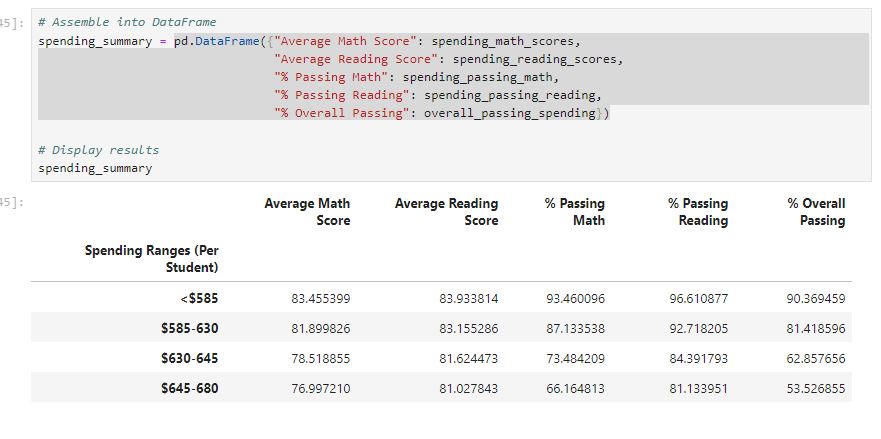 45]: # Assemble into DataFrame
spending_summary = pd.DataFrame({"Average Math Score": spending_math_scores,
"Average Reading Score": spending_reading_scores,
"% Passing Math": spending_passing_math,
"% Passing Reading": spending_passing_reading,
"% Overall Passing": overall_passing_spending})
# Display results
spending_summary
45]:
Average Math Score Average Reading Score % Passing Math % Passing Reading % Overall Passing
Spending Ranges (Per Student)
<$585 83.455399 83.933814 93.460096 96.610877 90.369459
$585-630 81.899826 83.155286 87.133538 92.718205 81.418596
$630-645 78.518855 81.624473 73.484209 84.391793 62.857656
$645-680 76.997210 81.027843 66.164813 81.133951 53.526855